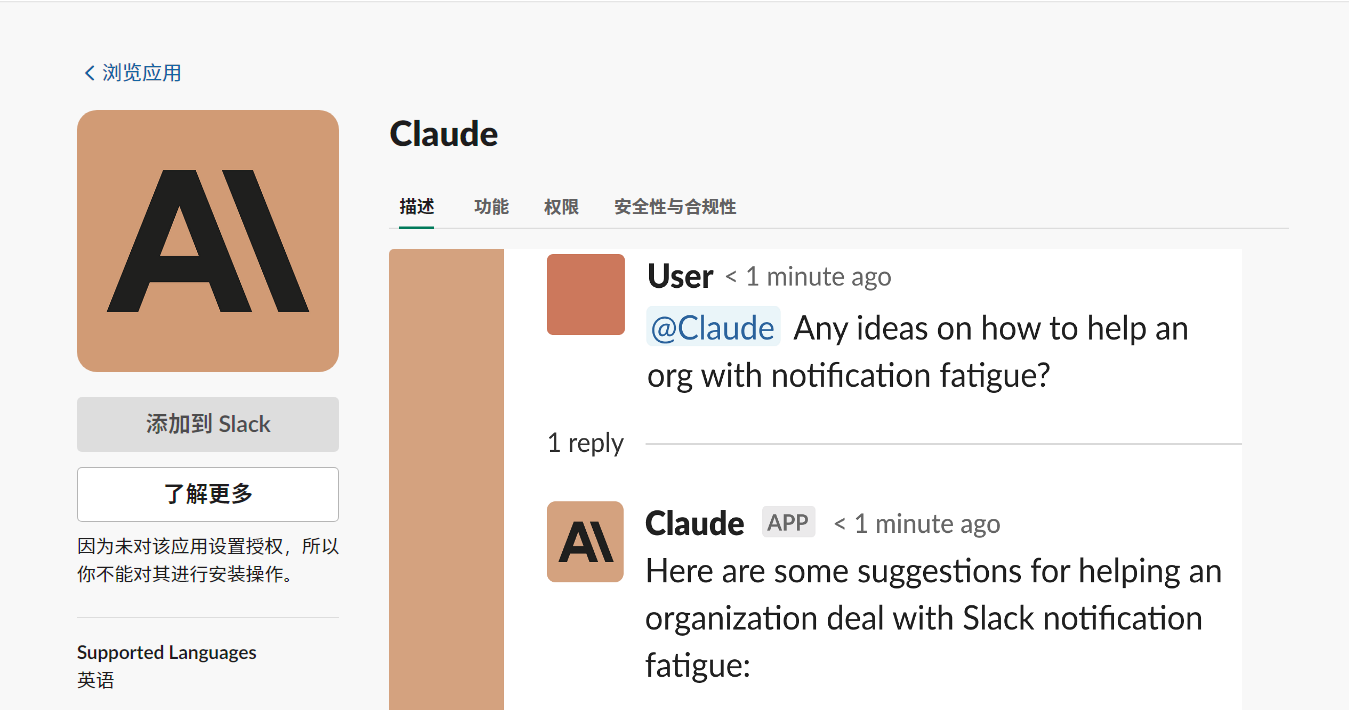 浏览应用
Claude
描述 功能 权限 安全性与合规性
添加到 Slack
了解更多
因为未对该应用设置授权，所以
你不能对其进行安装操作。
Supported Languages
英语
User < 1 minute ago
@Claude Any ideas on how to help an
org with notification fatigue?
1 reply
Claude APP < 1 minute ago
Here are some suggestions for helping an
organization deal with Slack notification
fatigue: